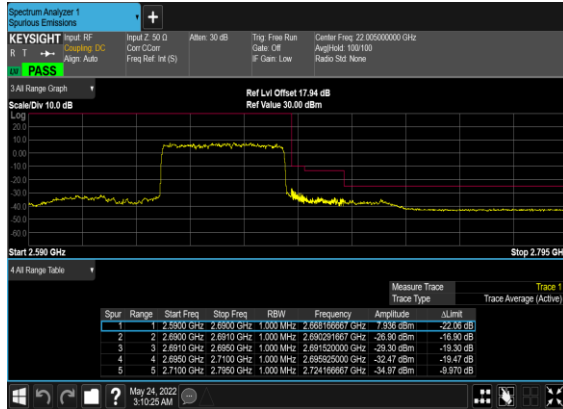 Spectrum Analyzer 1
Spurious Emissions
+
KEYSIGHT Input: RF Input Z: 50 Ω Atten: 30 dB Trig: Free Run Center Freq: 22.005000000 GHz
R T Coupling: DC Corr CCorr Gate: Off Avg|Hold: 100/100
Align: Auto Freq Ref: Int (S) IF Gain: Low Radio Std: None
PASS
3 All Range Graph Ref Lvl Offset 17.94 dB
Scale/Div 10.0 dB Ref Value 30.00 dBm
Log
20.0
10.0
0.00
-10.0
-20.0
-30.0
-40.0
-50.0
-60.0
Start 2.590 GHz Stop 2.795 GH
4 All Range Table
Measure Trace Trace 1
Trace Type Trace Average (Active)
Spur Range Start Freq Stop Freq RBW Frequency Amplitude ΔLimit
1 1 2.5900 GHz 2.6900 GHz 1.000 MHz 2.668166667 GHz 7.936 dBm -22.06 dB
2 2 2.6900 GHz 2.6910 GHz 1.000 MHz 2.690291667 GHz -26.90 dBm -16.90 dB
3 3 2.6910 GHz 2.6950 GHz 1.000 MHz 2.691520000 GHz -29.30 dBm -19.30 dB
4 4 2.6950 GHz 2.7100 GHz 1.000 MHz 2.695925000 GHz -32.47 dBm -19.47 dB
5 5 2.7100 GHz 2.7950 GHz 1.000 MHz 2.724166667 GHz -34.97 dBm -9.970 dB
? May 24, 2022
3:10:25 AM